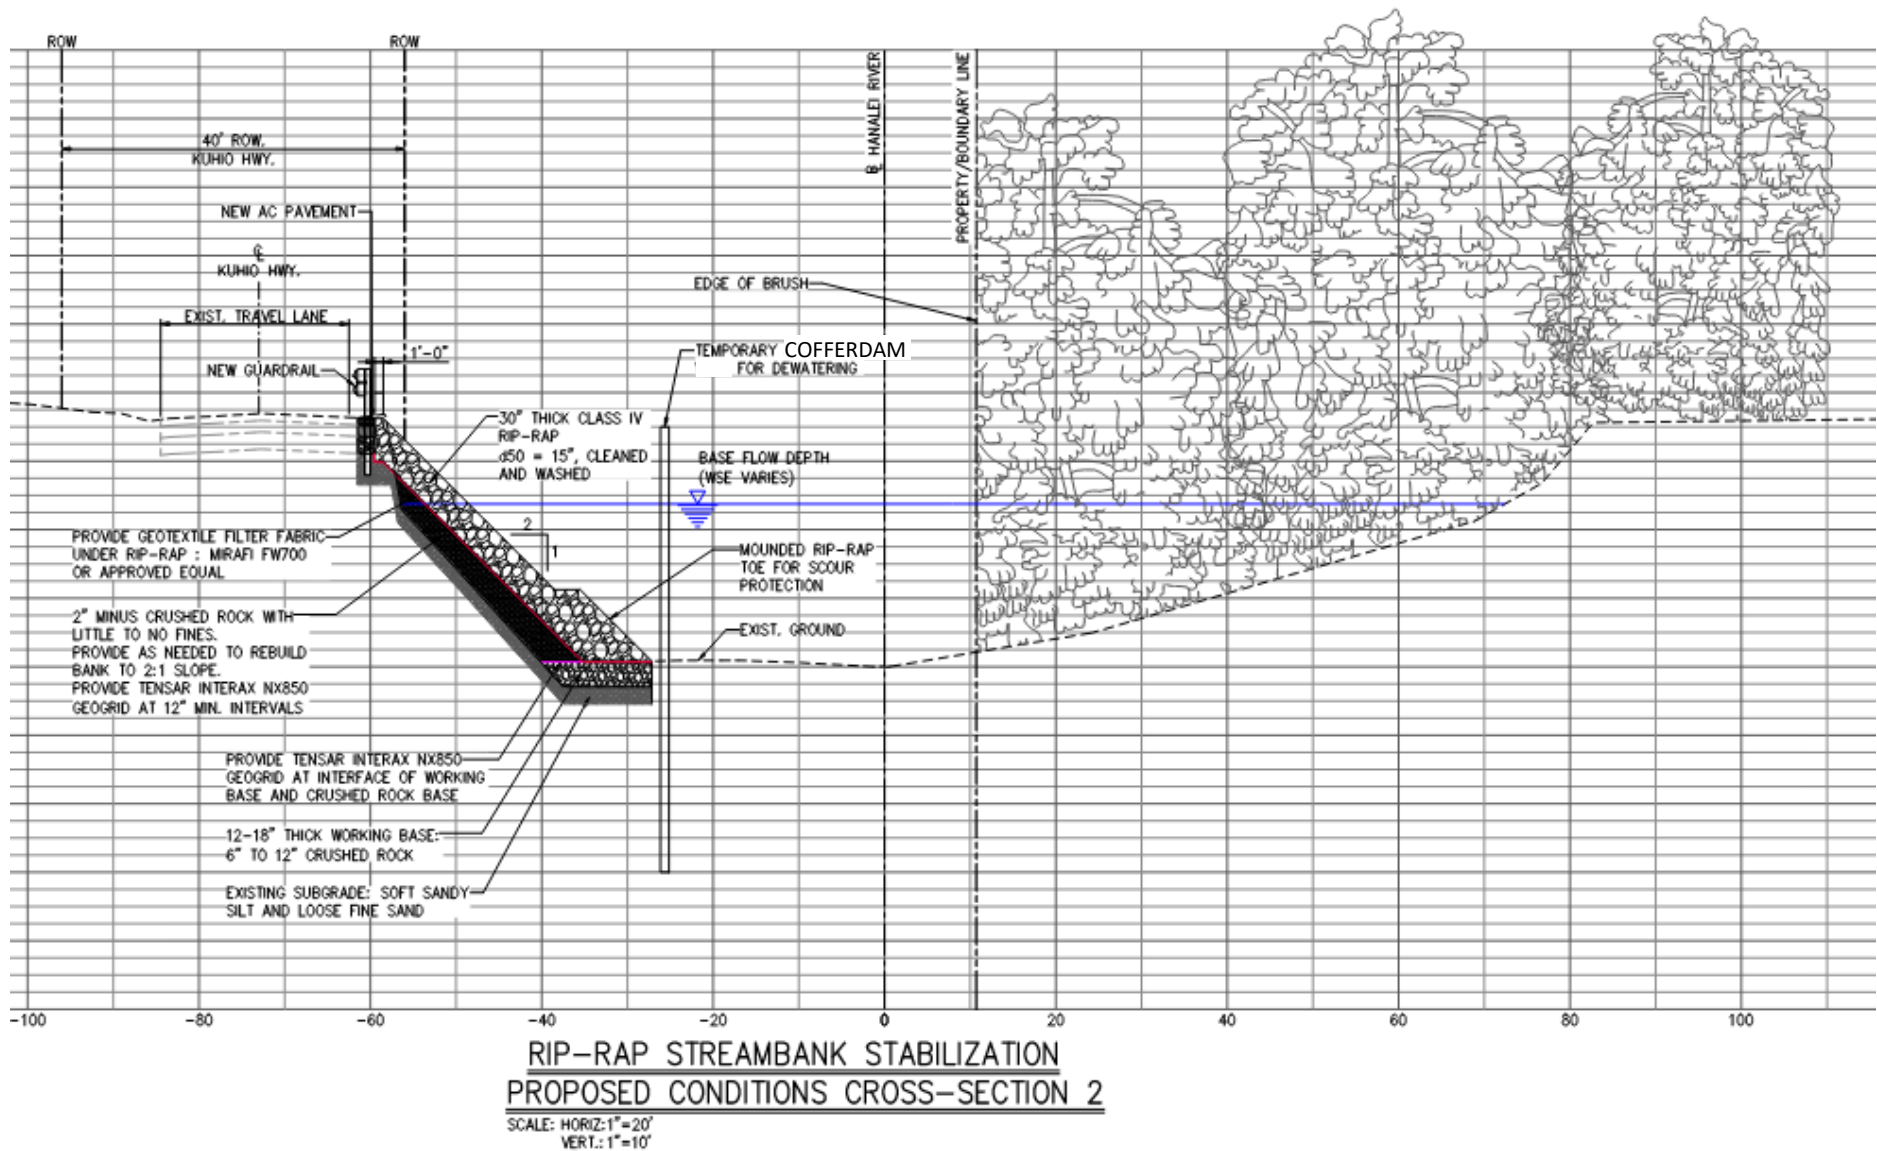 ROW
ROW
40' ROW,
KUHIO HWY.
NEW AC PAVEMENT
℄
KUHIO HWY.
EXIST. TRAVEL LANE
1'-0"
NEW GUARDRAIL
℄ HANALEI RIVER
PROPERTY/BOUNDARY LINE
EDGE OF BRUSH
TEMPORARY COFFERDAM
FOR DEWATERING
30" THICK CLASS IV
RIP-RAP
d50 = 15", CLEANED
AND WASHED
BASE FLOW DEPTH
(WSE VARIES)
2
1
PROVIDE GEOTEXTILE FILTER FABRIC
UNDER RIP-RAP : MIRAFI FW700
OR APPROVED EQUAL
MOUNDED RIP-RAP
TOE FOR SCOUR
PROTECTION
2" MINUS CRUSHED ROCK WITH
LITTLE TO NO FINES.
PROVIDE AS NEEDED TO REBUILD
BANK TO 2:1 SLOPE.
PROVIDE TENSAR INTERAX NX850
GEOGRID AT 12" MIN. INTERVALS
EXIST. GROUND
PROVIDE TENSAR INTERAX NX850
GEOGRID AT INTERFACE OF WORKING
BASE AND CRUSHED ROCK BASE
12-18" THICK WORKING BASE:
6" TO 12" CRUSHED ROCK
EXISTING SUBGRADE: SOFT SANDY
SILT AND LOOSE FINE SAND
-100 -80 -60 -40 -20 0 20 40 60 80 100
RIP-RAP STREAMBANK STABILIZATION
PROPOSED CONDITIONS CROSS-SECTION 2
SCALE: HORIZ:1"=20'
VERT.:1"=10'